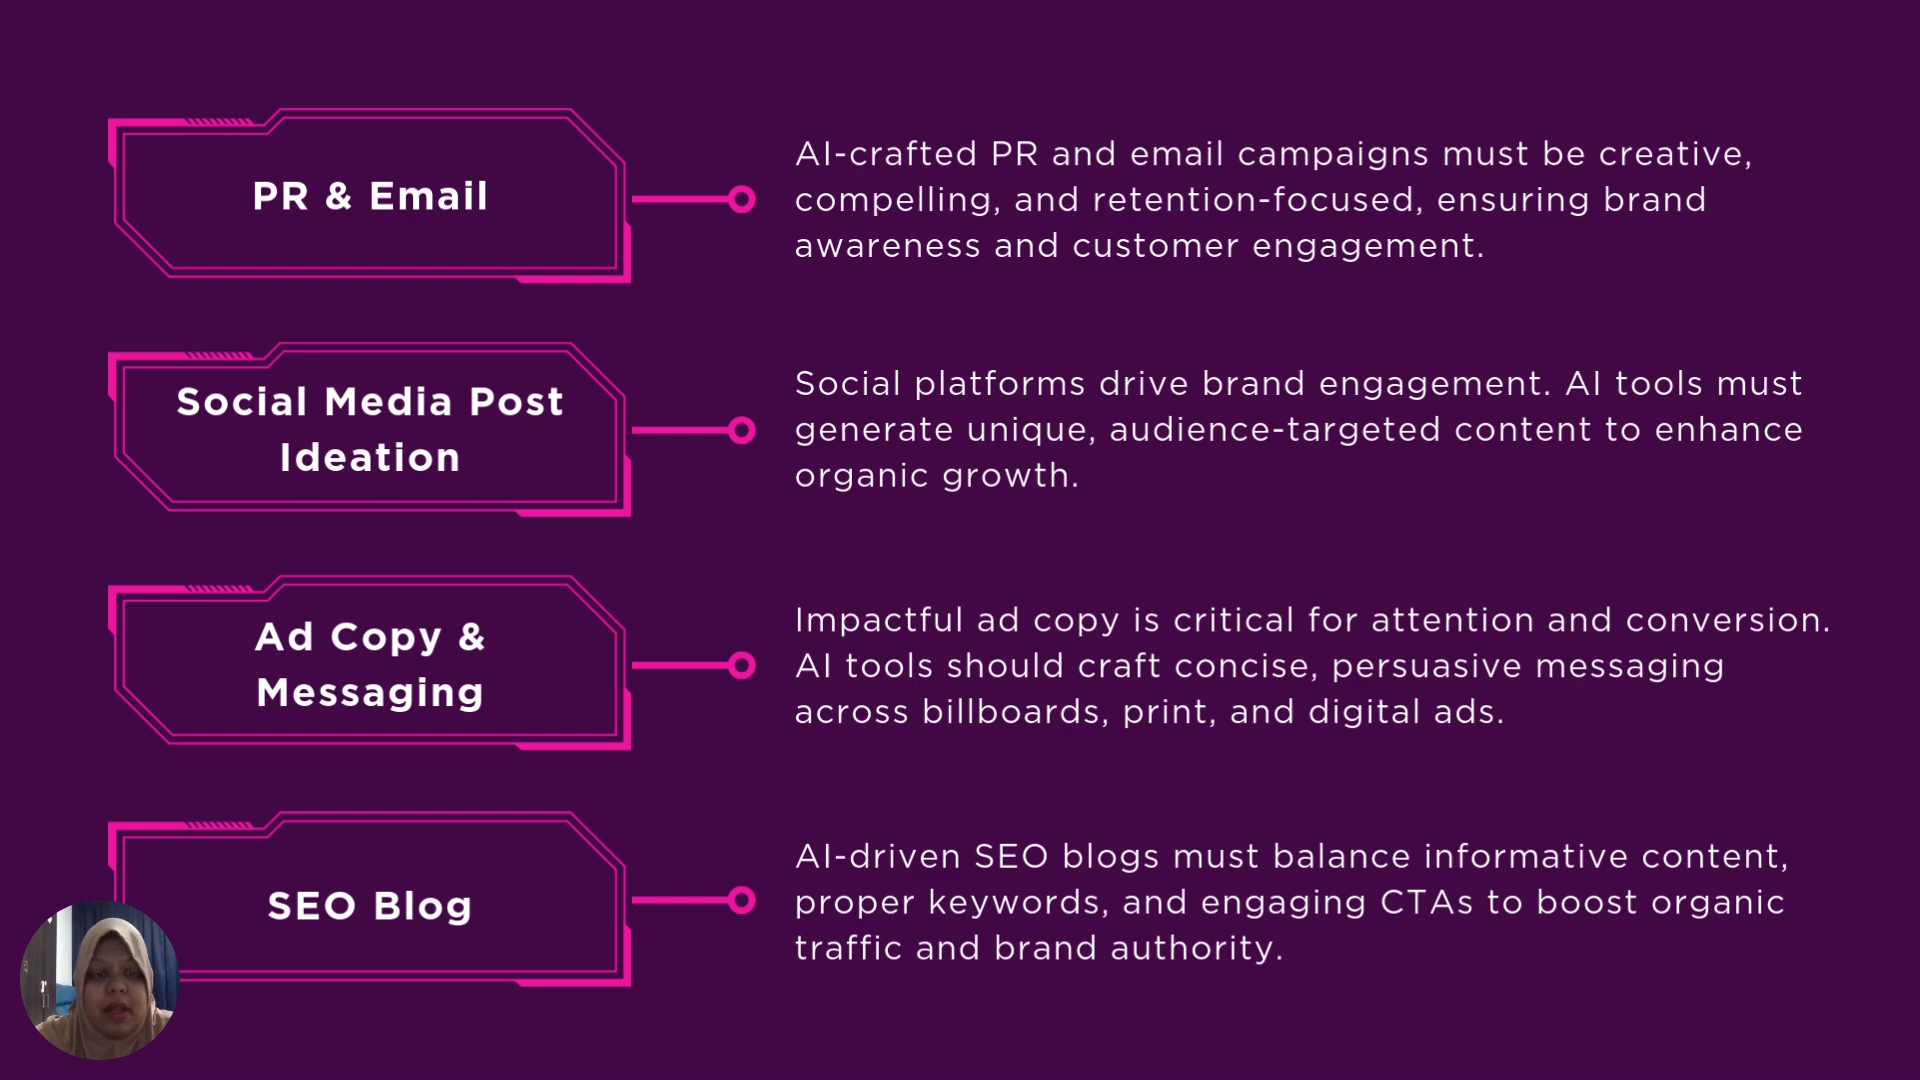 PR & Email
AI-crafted PR and email campaigns must be creative,
compelling, and retention-focused, ensuring brand
awareness and customer engagement.
Social Media Post
Ideation
Social platforms drive brand engagement. AI tools must
generate unique, audience-targeted content to enhance
organic growth.
Ad Copy &
Messaging
Impactful ad copy is critical for attention and conversion.
AI tools should craft concise, persuasive messaging
across billboards, print, and digital ads.
SEO Blog
AI-driven SEO blogs must balance informative content,
proper keywords, and engaging CTAs to boost organic
traffic and brand authority.